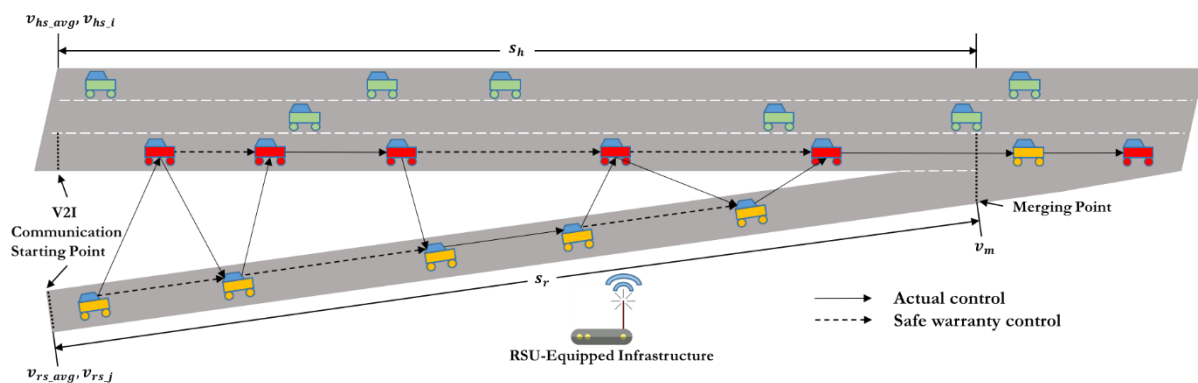 v_hs_avg, v_hs_i
s_h
V2I
Communication
Starting Point
Merging Point
v_m
s_r
Actual control
Safe warranty control
RSU-Equipped Infrastructure
v_rs_avg, v_rs_j